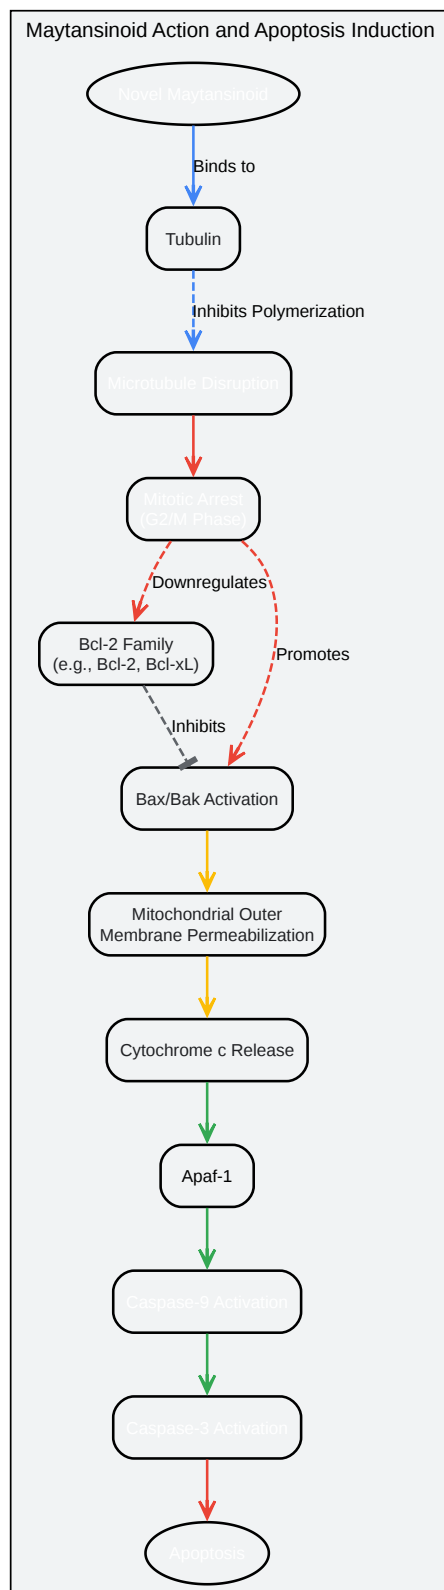 Maytansinoid Action and Apoptosis Induction
Novel Maytansinoid
Binds to
Tubulin
Inhibits Polymerization
Microtubule Disruption
Mitotic Arrest
(G2/M Phase)
Downregulates
Bcl-2 Family
(e.g., Bcl-2, Bcl-xL)
Promotes
Inhibits
Bax/Bak Activation
Mitochondrial Outer
Membrane Permeabilization
Cytochrome c Release
Apaf-1
Caspase-9 Activation
Caspase-3 Activation
Apoptosis